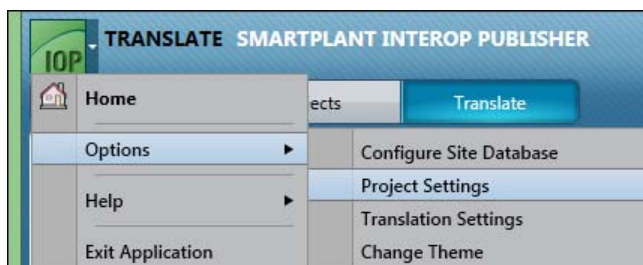 TRANSLATE SMARTPLANT INTEROP PUBLISHER
IOP
Home
ects
Translate
Options
Configure Site Database
Project Settings
Help
Translation Settings
Exit Application
Change Theme